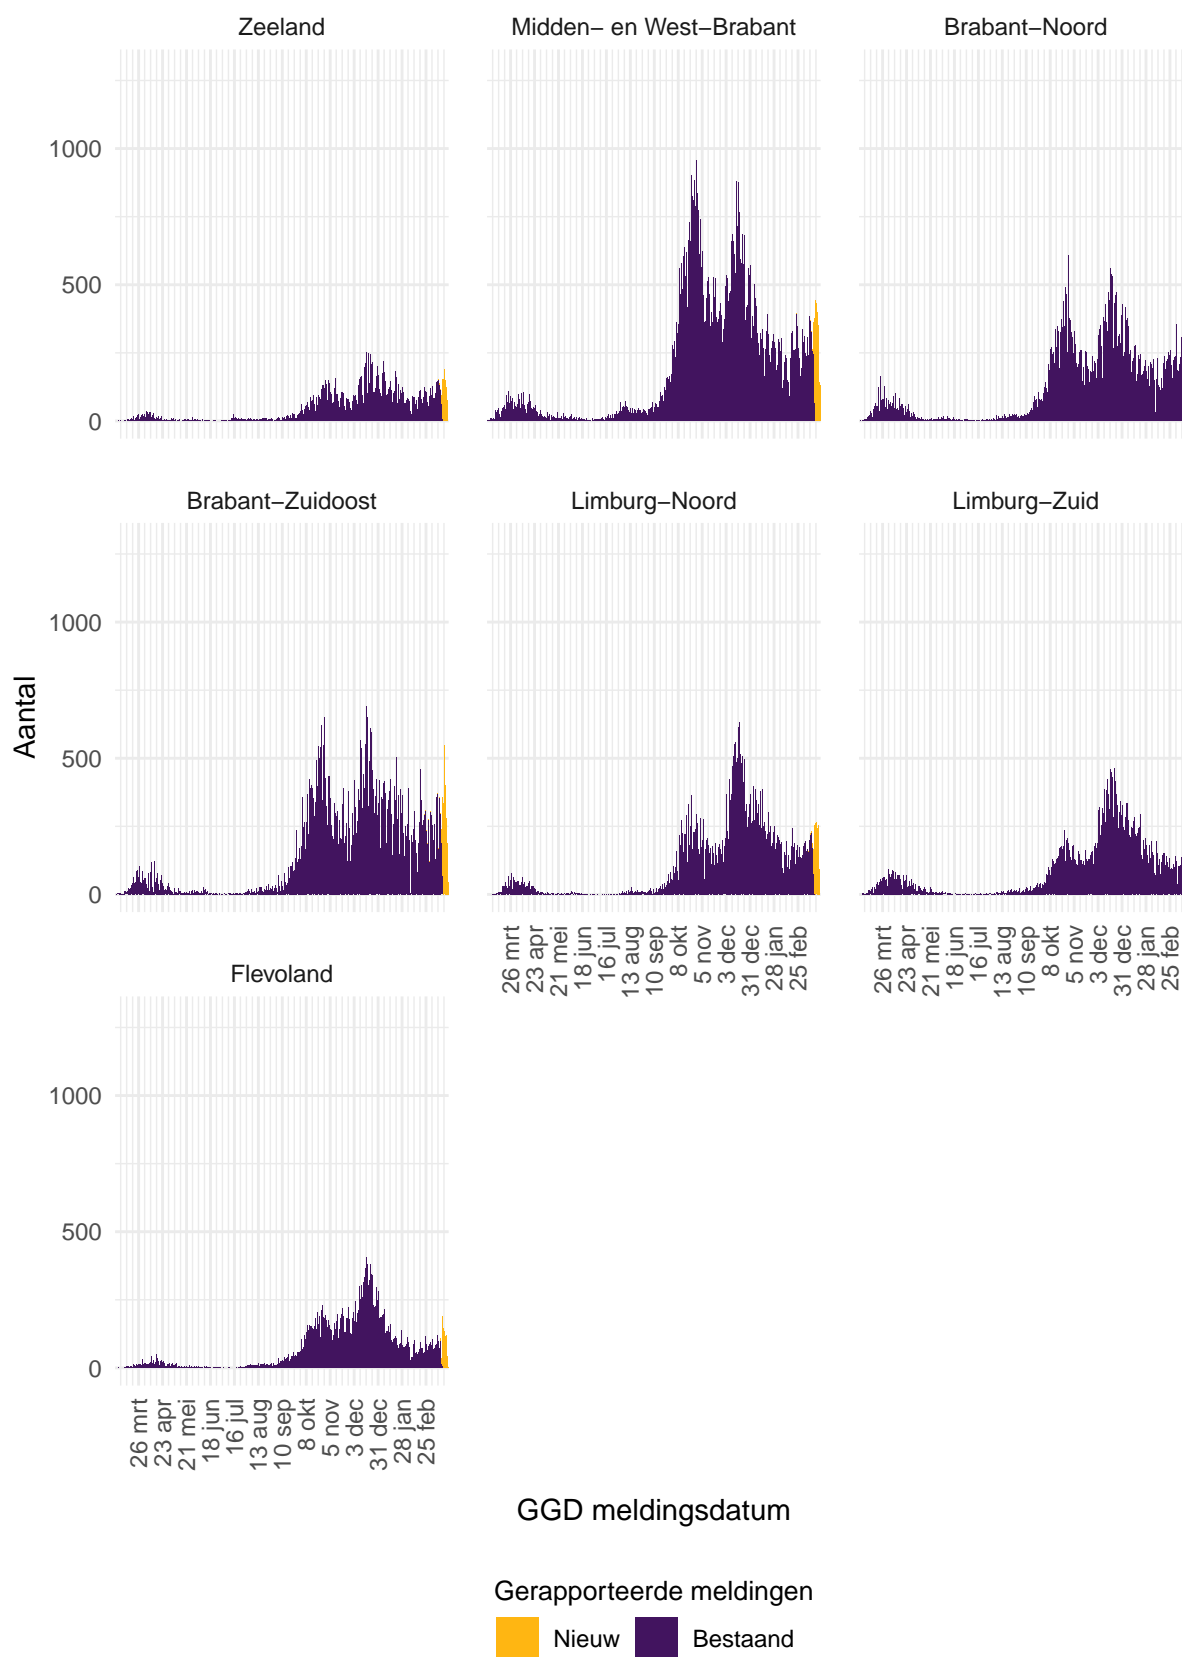 Zeeland
Midden− en West−Brabant
Brabant−Noord
1000
500
0
Brabant−Zuidoost
Limburg−Noord
Limburg−Zuid
1000
500
0
Aantal
26 mrt
23 apr
21 mei
18 jun
16 jul
13 aug
10 sep
8 okt
5 nov
3 dec
31 dec
28 jan
25 feb
26 mrt
23 apr
21 mei
18 jun
16 jul
13 aug
10 sep
8 okt
5 nov
3 dec
31 dec
28 jan
25 feb
Flevoland
1000
500
0
26 mrt
23 apr
21 mei
18 jun
16 jul
13 aug
10 sep
8 okt
5 nov
3 dec
31 dec
28 jan
25 feb
GGD meldingsdatum
Gerapporteerde meldingen
Nieuw
Bestaand